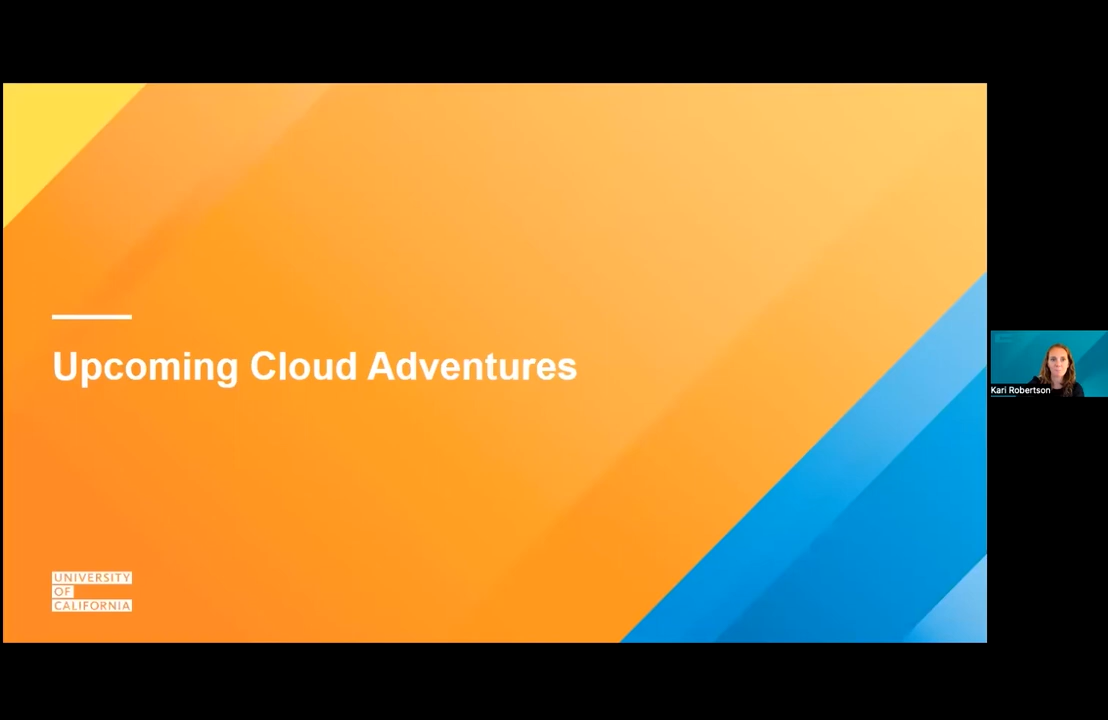 Upcoming Cloud Adventures
UNIVERSITY
OF
CALIFORNIA
Kari Robertson